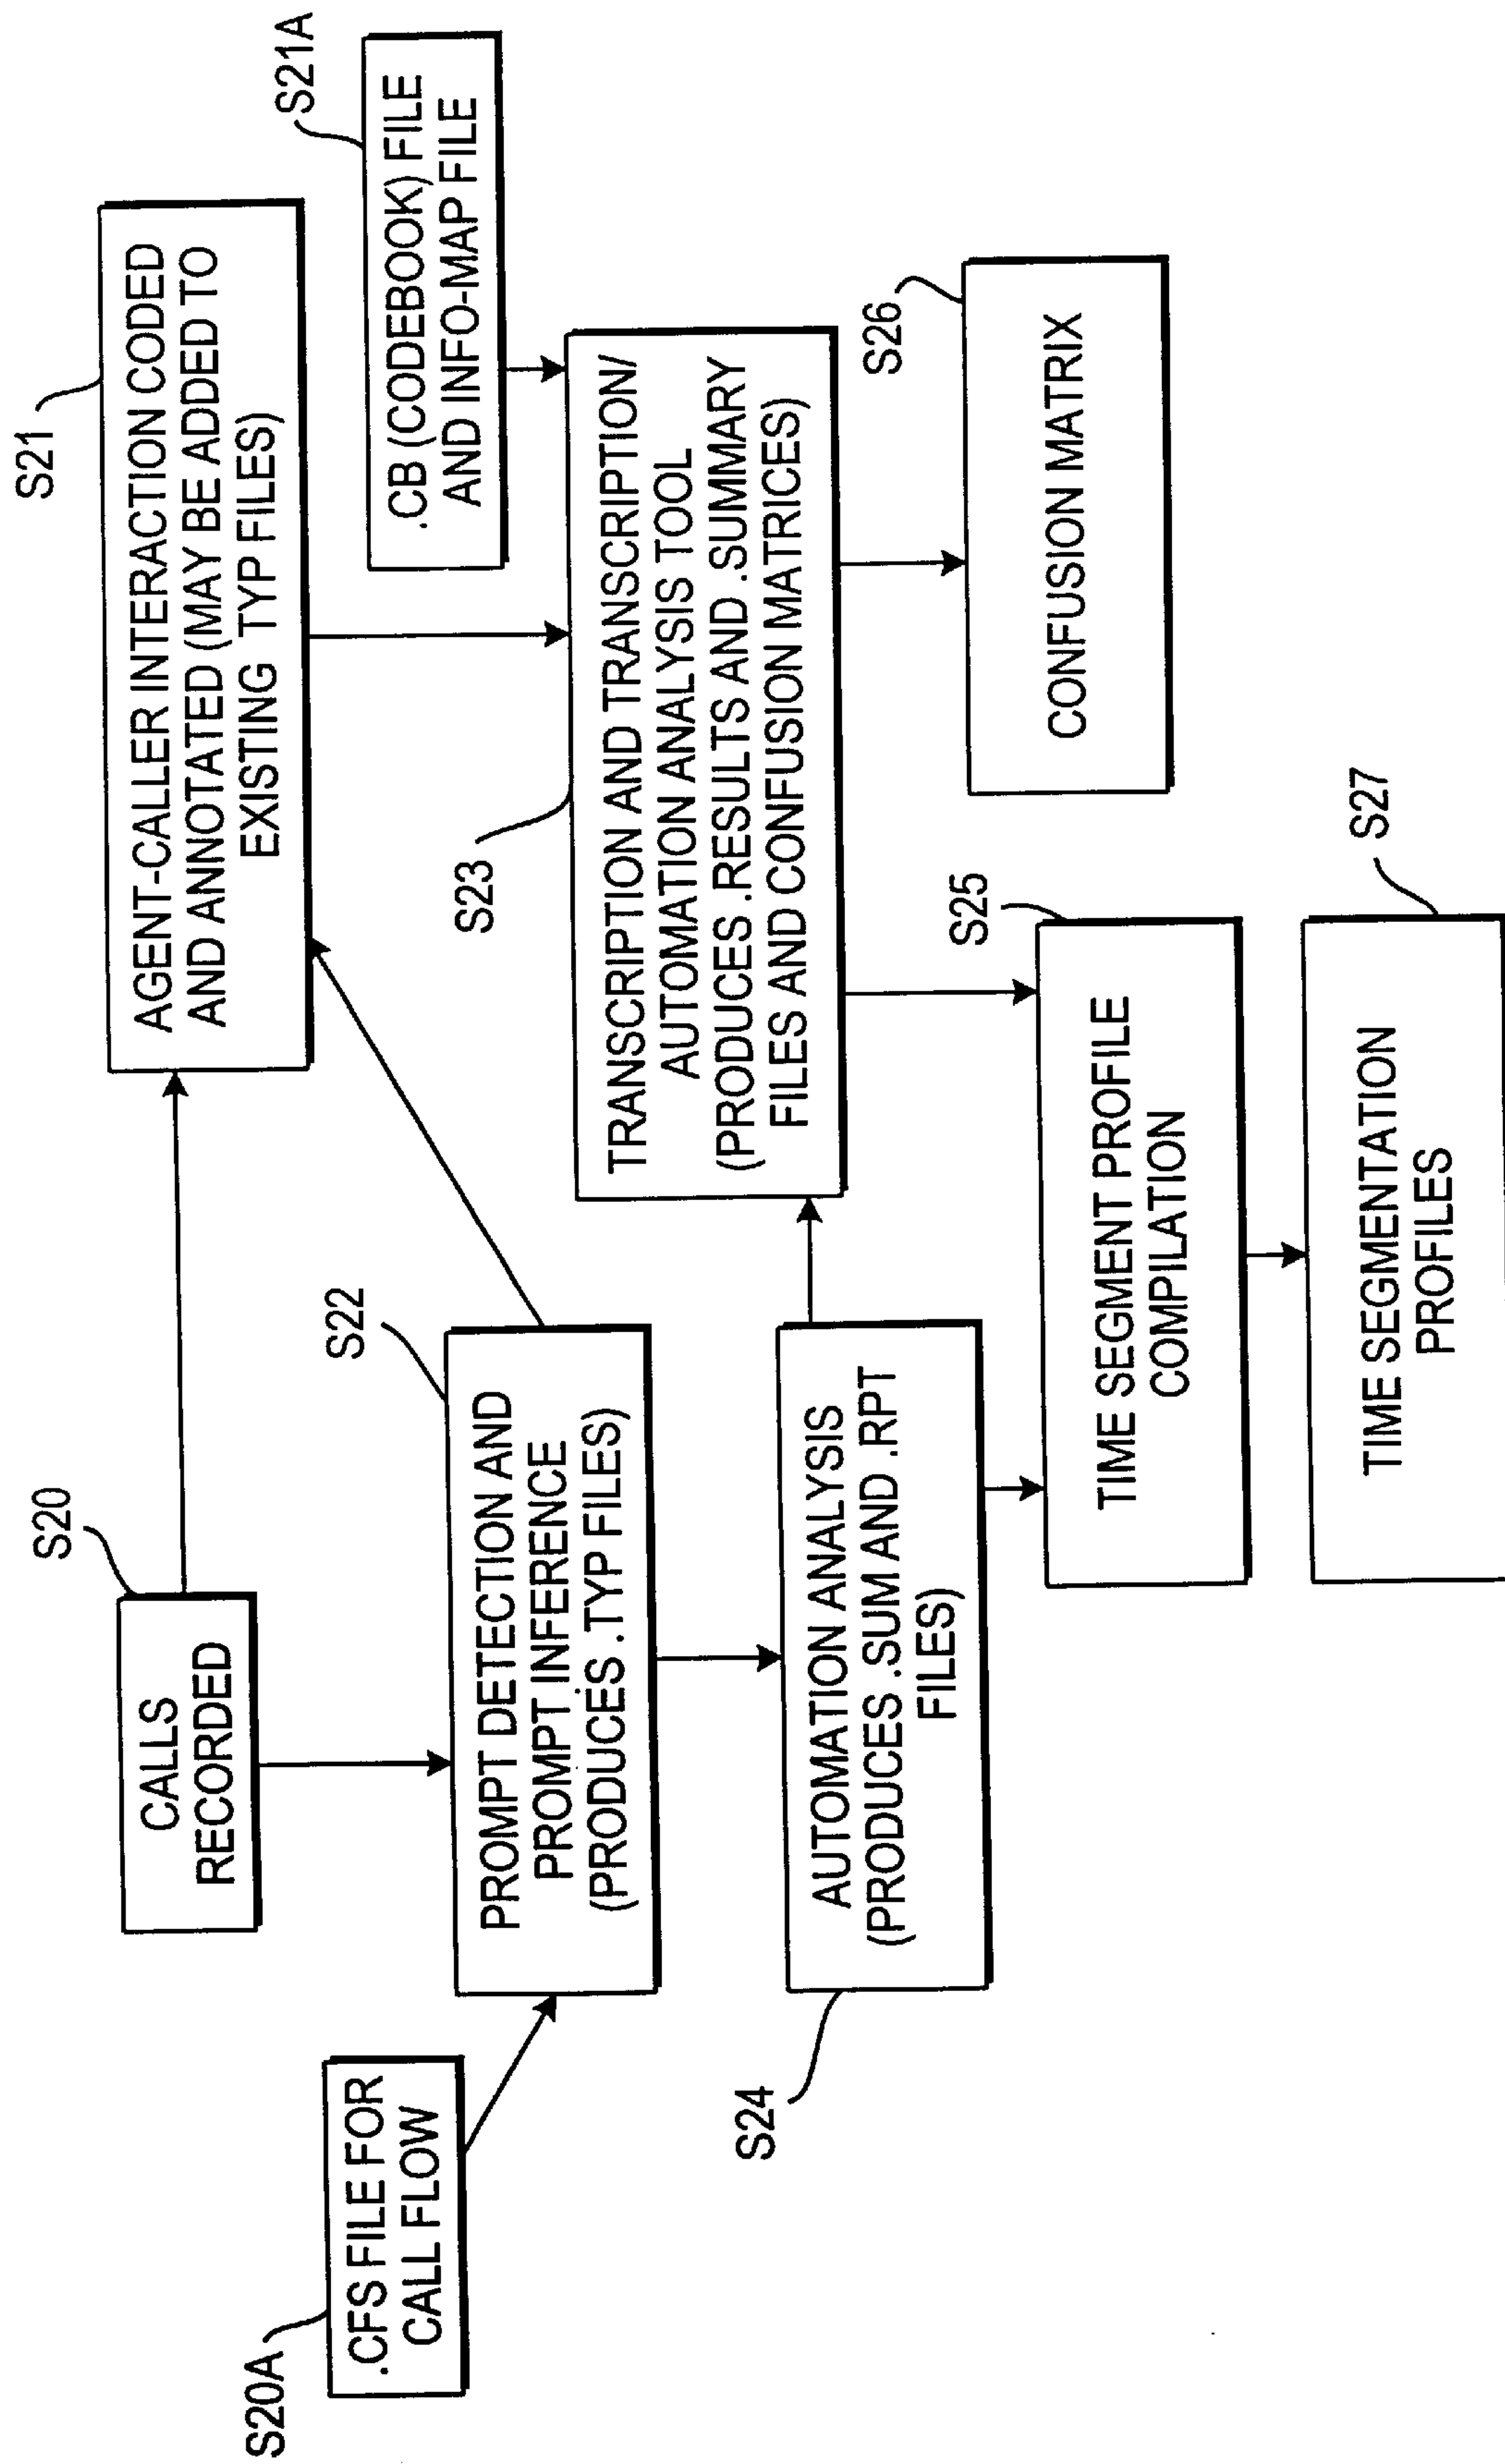 S20
CALLS
RECORDED
S21
AGENT-CALLER INTERACTION CODED
AND ANNOTATED (MAY BE ADDED TO
EXISTING TYP FILES)
S20A
.CFS FILE FOR
CALL FLOW
S22
PROMPT DETECTION AND
PROMPT INFERENCE
(PRODUCES .TYP FILES)
S21A
.CB (CODEBOOK) FILE
AND INFO-MAP FILE
S23
TRANSCRIPTION AND TRANSCRIPTION/
AUTOMATION ANALYSIS TOOL
(PRODUCES .RESULTS AND .SUMMARY
FILES AND CONFUSION MATRICES)
S24
AUTOMATION ANALYSIS
(PRODUCES .SUM AND .RPT
FILES)
S26
CONFUSION MATRIX
S25
TIME SEGMENT PROFILE
COMPILATION
S27
TIME SEGMENTATION
PROFILES